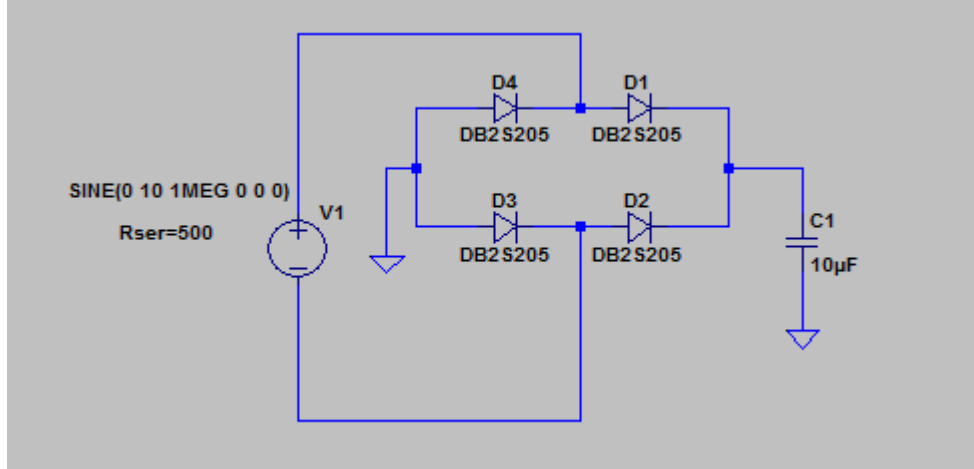 D4
D1
DB2S205
DB2S205
SINE(0 10 1MEG 0 0 0)
V1
Rser=500
D3
D2
C1
DB2S205
DB2S205
10µF